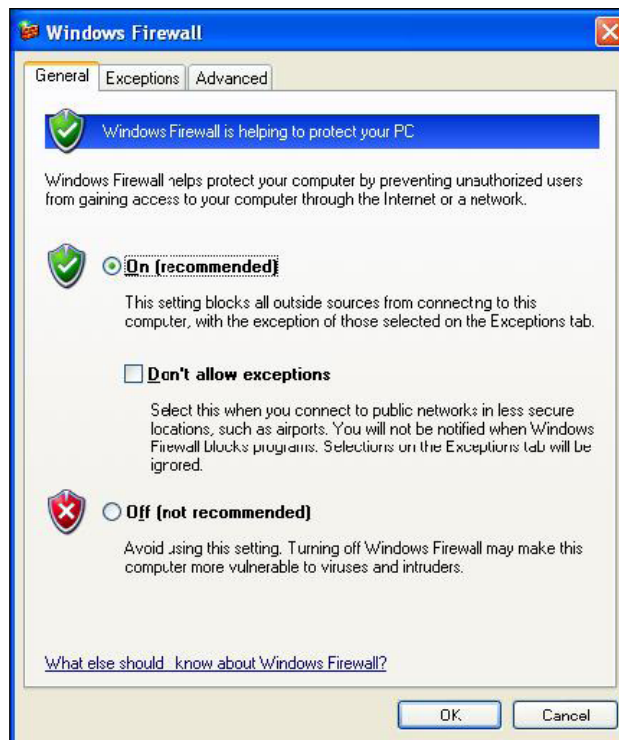 Windows Firewall
General Exceptions Advanced
Windows Firewall is helping to protect your PC
Windows Firewall helps protect your computer by preventing unauthorized users
from gaining access to your computer through the Internet or a network.
On (recommended)
This setting blocks all outside sources from connecting to this
computer, with the exception of those selected on the Exceptions tab.
Don't allow exceptions
Select this when you connect to public networks in less secure
locations, such as airports. You will not be notified when Windows
Firewall blocks programs. Selections on the Exceptions tab will be
ignored.
Off (not recommended)
Avoid using this setting. Turning off Windows Firewall may make this
computer more vulnerable to viruses and intruders.
What else should I know about Windows Firewall?
OK Cancel